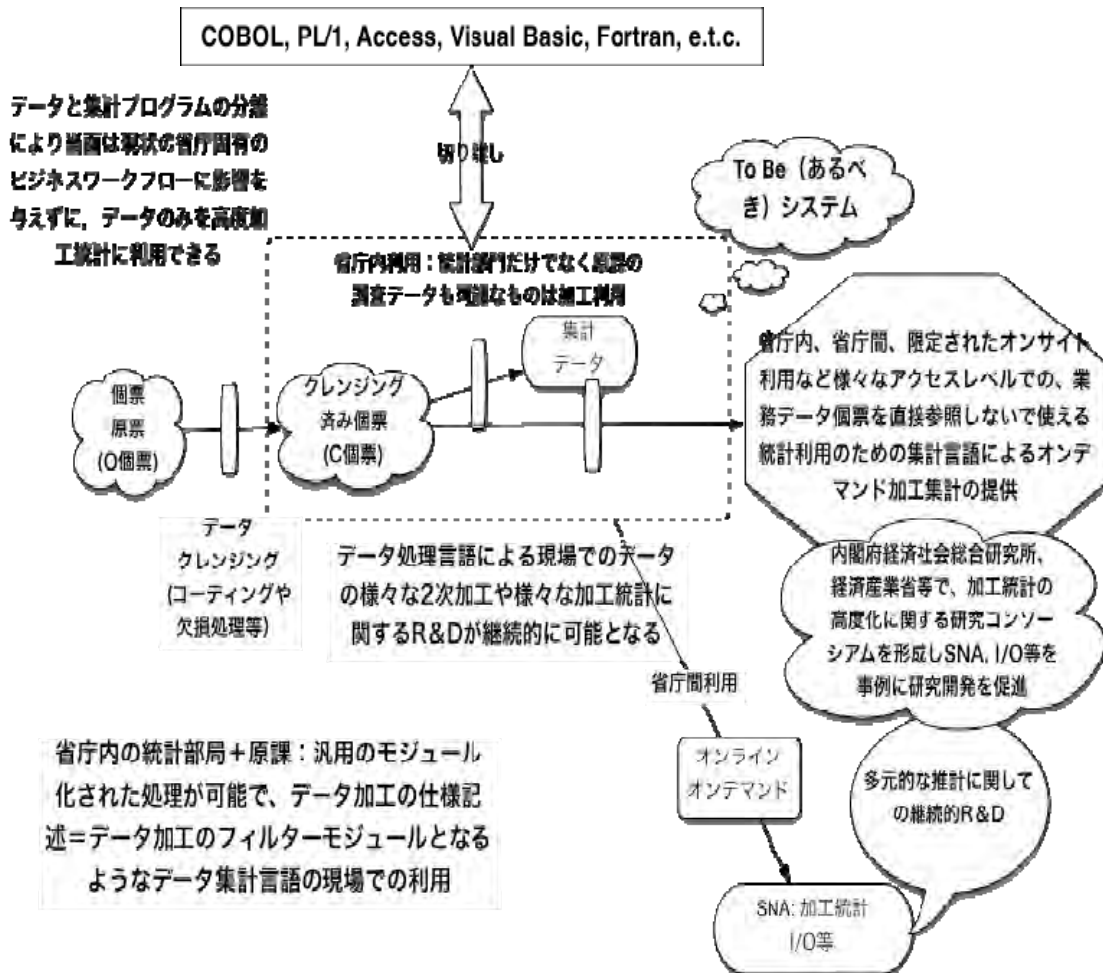 COBOL, PL/1, Access, Visual Basic, Fortran, e.t.c.
データと集計プログラムの分離
により当面は現状の省庁固有の
ビジネスワークフローに影響を
与えずに，データのみを高度加
工統計に利用できる
切り離し
To Be（あるべ
き）システム
省庁内利用：統計部門だけでなく原課の
調査データも可能なものは加工利用
集計
データ
個票
原票
(O個票)
クレンジング
済み個票
(C個票)
省庁内、省庁間、限定されたオンサイト
利用など様々なアクセスレベルでの、業
務データ個票を直接参照しないで使える
統計利用のための集計言語によるオンデ
マンド加工集計の提供
データ
クレンジング
(コーティングや
欠損処理等)
データ処理言語による現場でのデータ
の様々な2次加工や様々な加工統計に
関するR＆Dが継続的に可能となる
内閣府経済社会総合研究所、
経済産業省等で、加工統計の
高度化に関する研究コンソー
シアムを形成しSNA, I/O等を
事例に研究開発を促進
省庁間利用
省庁内の統計部局＋原課：汎用のモジュール
化された処理が可能で、データ加工の仕様記
述＝データ加工のフィルターモジュールとなる
ようなデータ集計言語の現場での利用
オンライン
オンデマンド
多元的な推計に関して
の継続的R＆D
SNA: 加工統計
I/O等